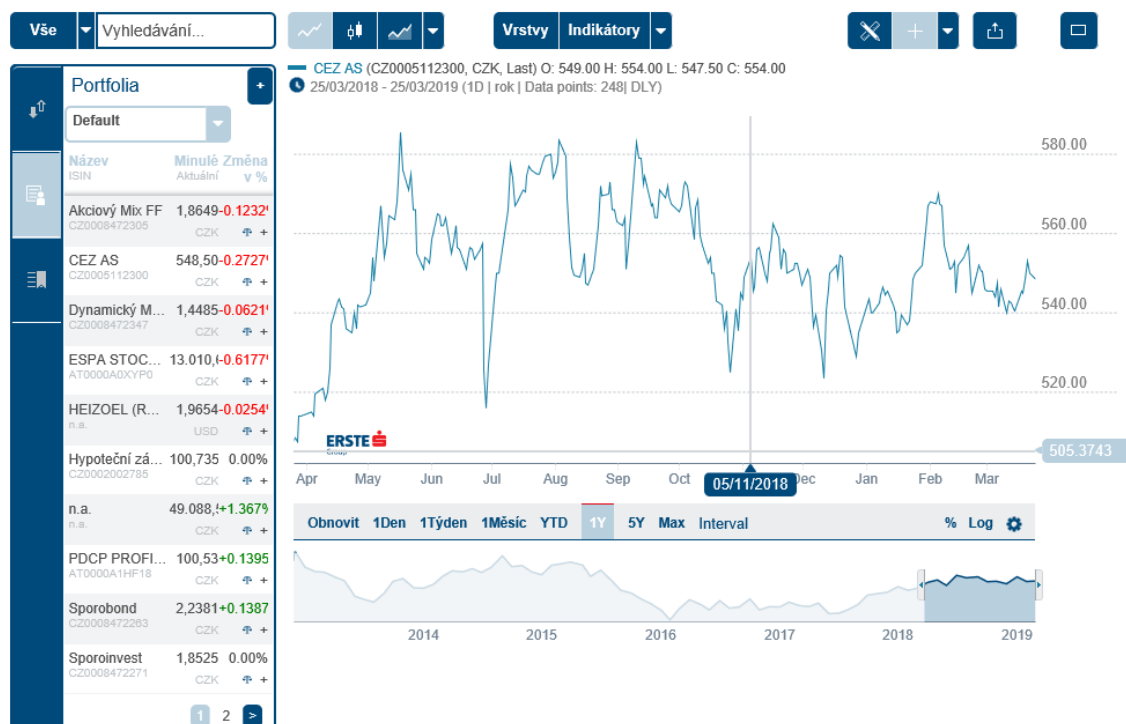 Vše Vyhledávání... Vrstvy Indikátory
CEZ AS (CZ0005112300, CZK, Last) O: 549.00 H: 554.00 L: 547.50 C: 554.00
25/03/2018 - 25/03/2019 (1D | rok | Data points: 248| DLY)
Portfolia +
Default
Název Minulé Změna
ISIN Aktuální v %
Akciový Mix FF 1,8649 -0.1232
CZ0008472305 CZK +
CEZ AS 548,50 -0.2727
CZ0005112300 CZK +
Dynamický M... 1,4485 -0.0621
CZ0008472347 CZK +
ESPA STOC... 13.010, -0.6177
AT0000A0XYP0 CZK +
HEIZOEL (R... 1,9654 -0.0254
n.a. USD +
Hypoteční zá... 100,735 0.00%
CZ0002002785 CZK +
n.a. 49.088, +1.367%
n.a. CZK +
PDCP PROFI... 100,53 +0.1395
AT0000A1HF18 CZK +
Sporobond 2,2381 +0.1387
CZ0008472263 CZK +
Sporoinvest 1,8525 0.00%
CZ0008472271 CZK +
1 2 >
580.00
560.00
540.00
520.00
505.3743
ERSTE
Group
Apr May Jun Jul Aug Sep Oct 05/11/2018 Dec Jan Feb Mar
Obnovit 1Den 1Týden 1Měsíc YTD 1Y 5Y Max Interval % Log
2014 2015 2016 2017 2018 2019